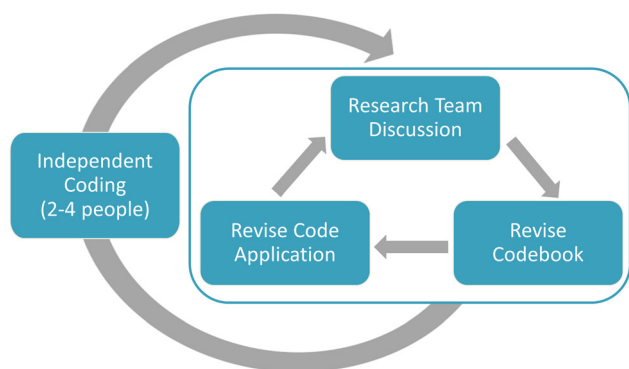 Research Team
Discussion
Independent
Coding
(2-4 people)
Revise Code
Application
Revise
Codebook